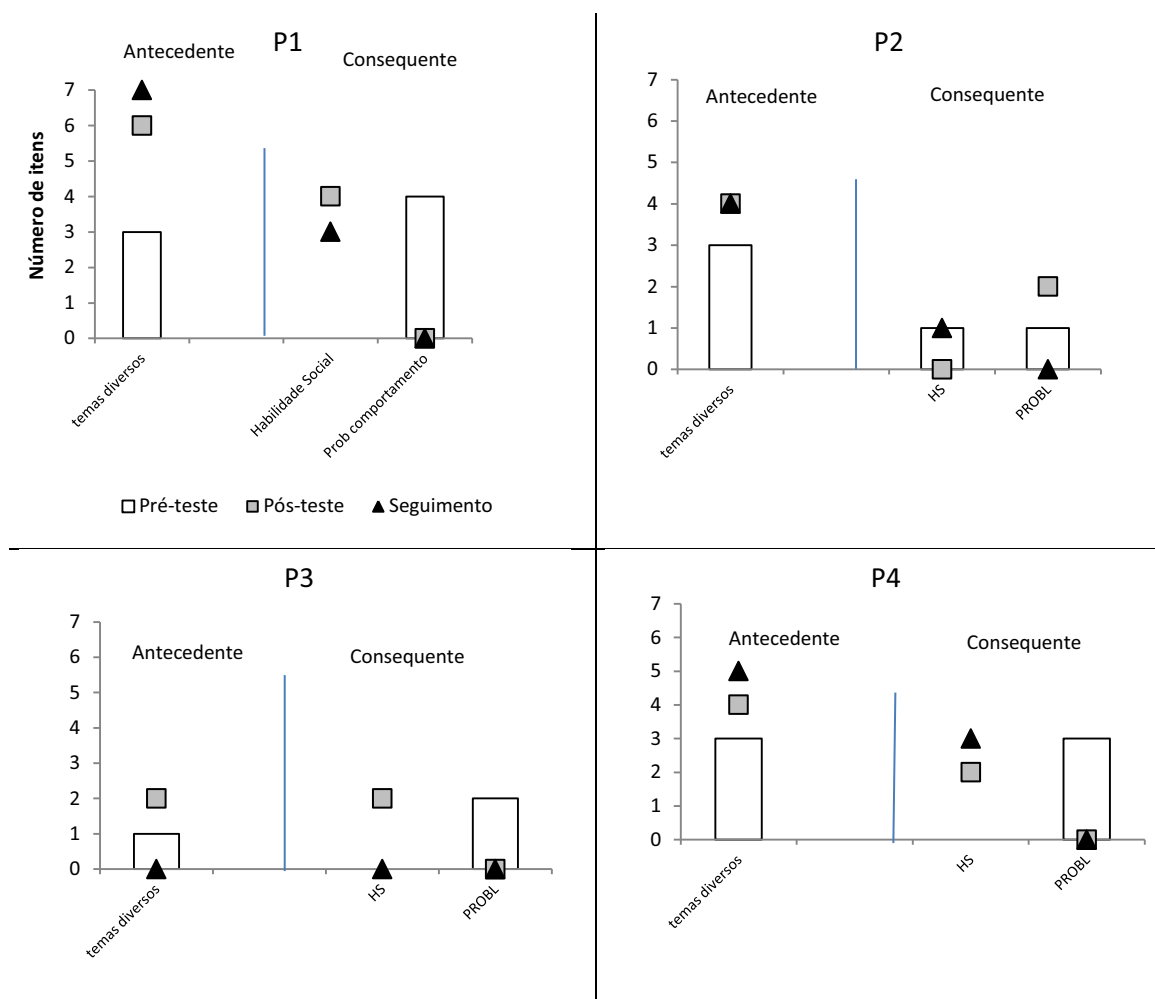 P1
Antecedente
Consequente
Número de itens
7
6
5
4
3
2
1
0
temas diversos
Habilidade Social
Prob comportamento
Pré-teste Pós-teste Seguimento
P2
Antecedente
Consequente
7
6
5
4
3
2
1
0
temas diversos
HS
PROBL
P3
Antecedente
Consequente
7
6
5
4
3
2
1
0
temas diversos
HS
PROBL
P4
Antecedente
Consequente
7
6
5
4
3
2
1
0
temas diversos
HS
PROBL